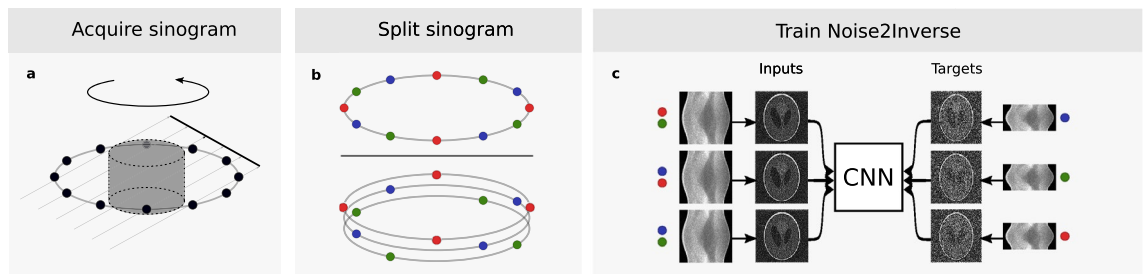 Acquire sinogram
Split sinogram
Train Noise2Inverse
a
b
c
Inputs
Targets
CNN